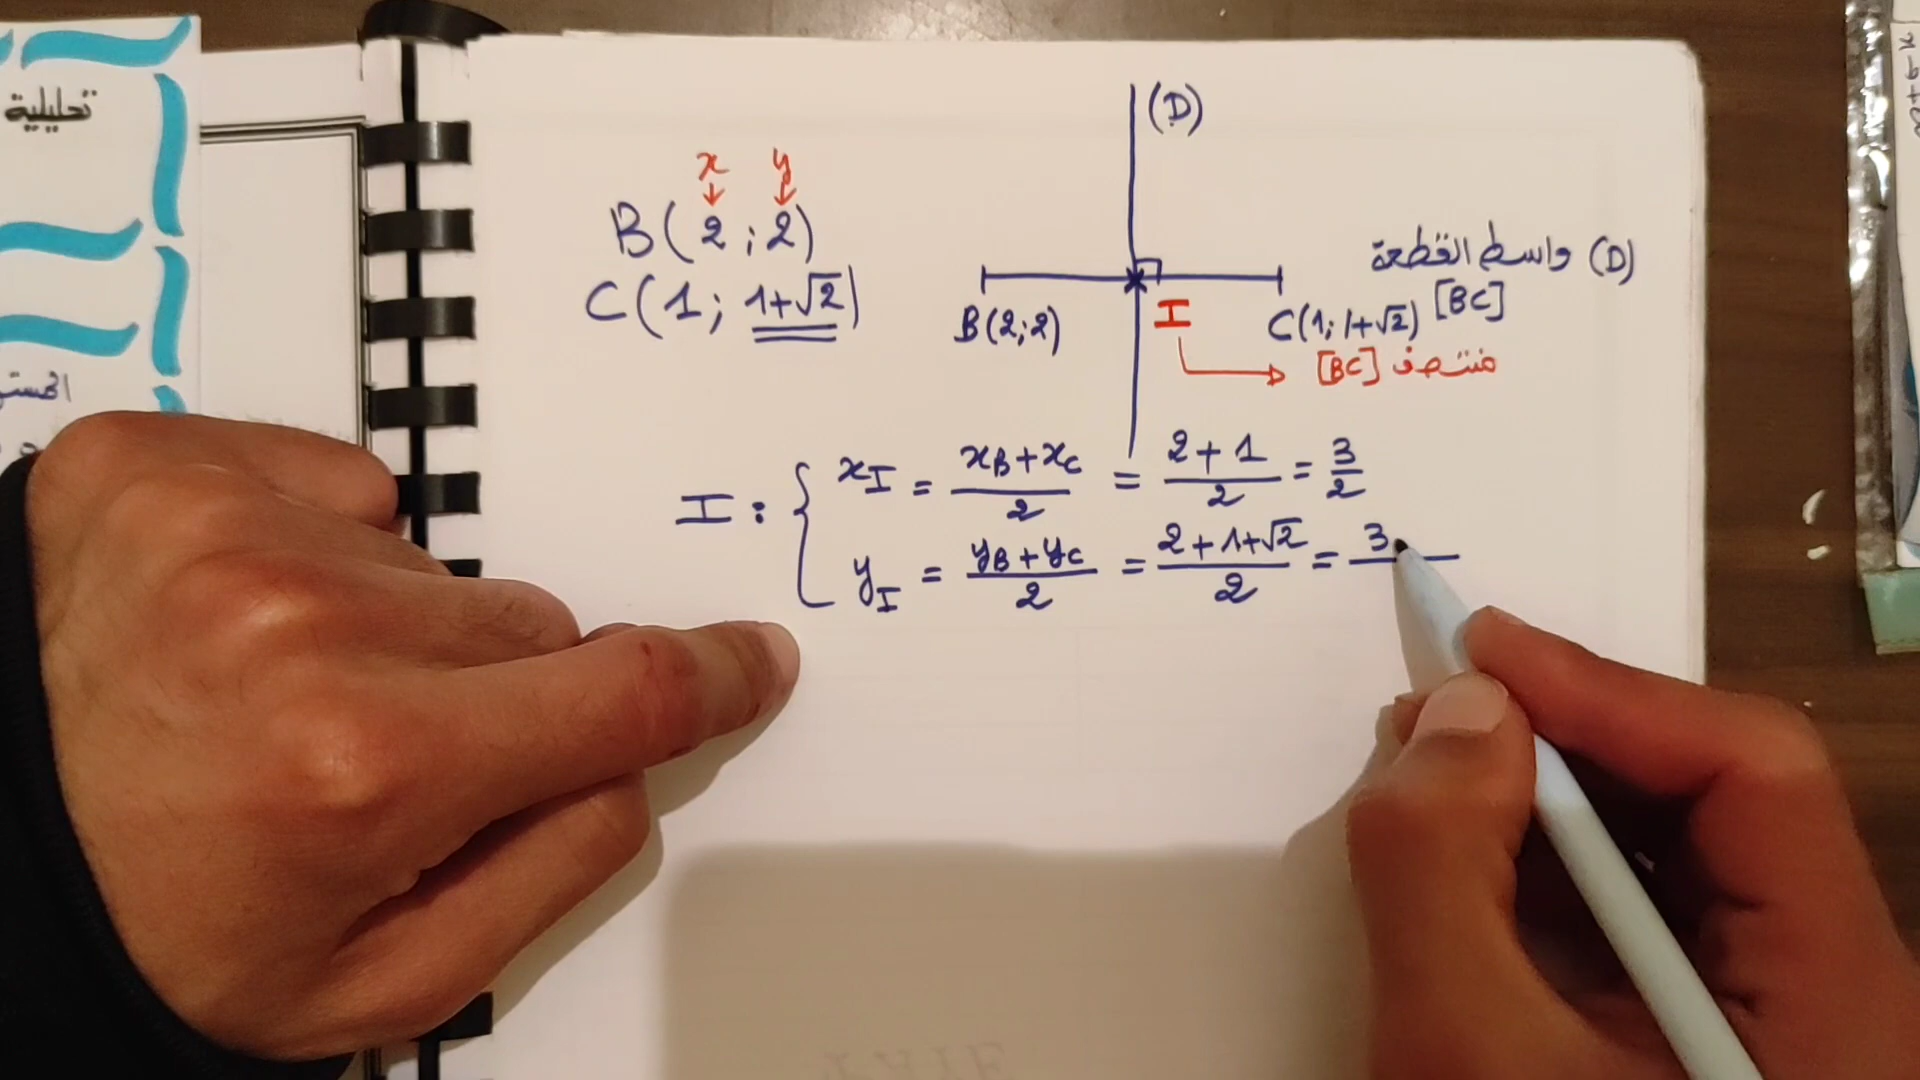 تحليلية
x y
B(2;2)
C(1;1+√2)
(D)
(D) واسط القطعة
[BC]
B(2;2)
I
C(1;1+√2)
منتصف [BC]
I: { xI = (xB+xC)/2 = (2+1)/2 = 3/2
yI = (yB+yC)/2 = (2+1+√2)/2 = 3